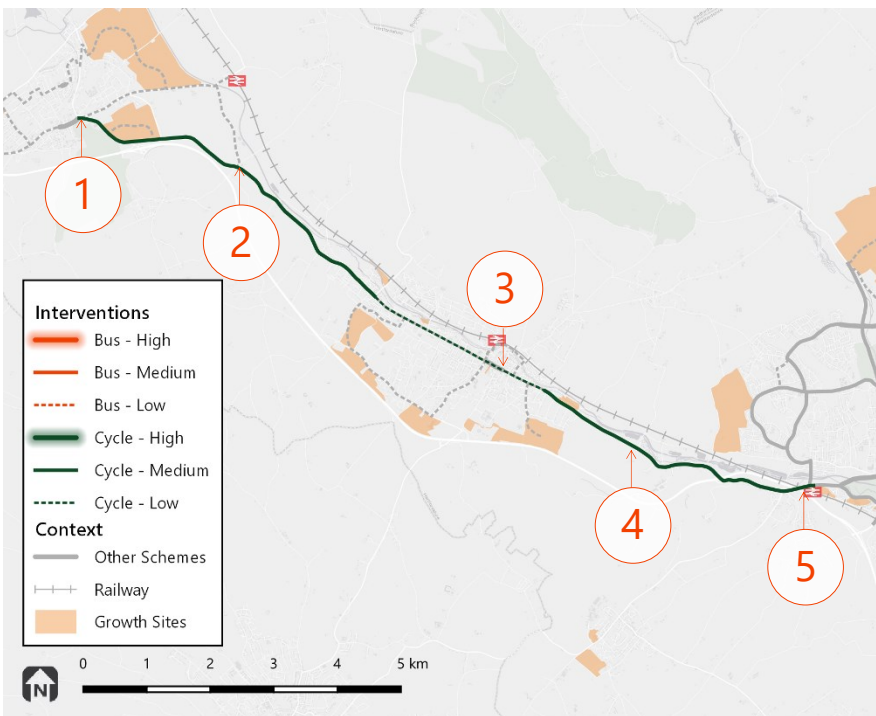 1
2
3
4
5
Interventions
Bus - High
Bus - Medium
Bus - Low
Cycle - High
Cycle - Medium
Cycle - Low
Context
Other Schemes
Railway
Growth Sites
0 1 2 3 4 5 km
N